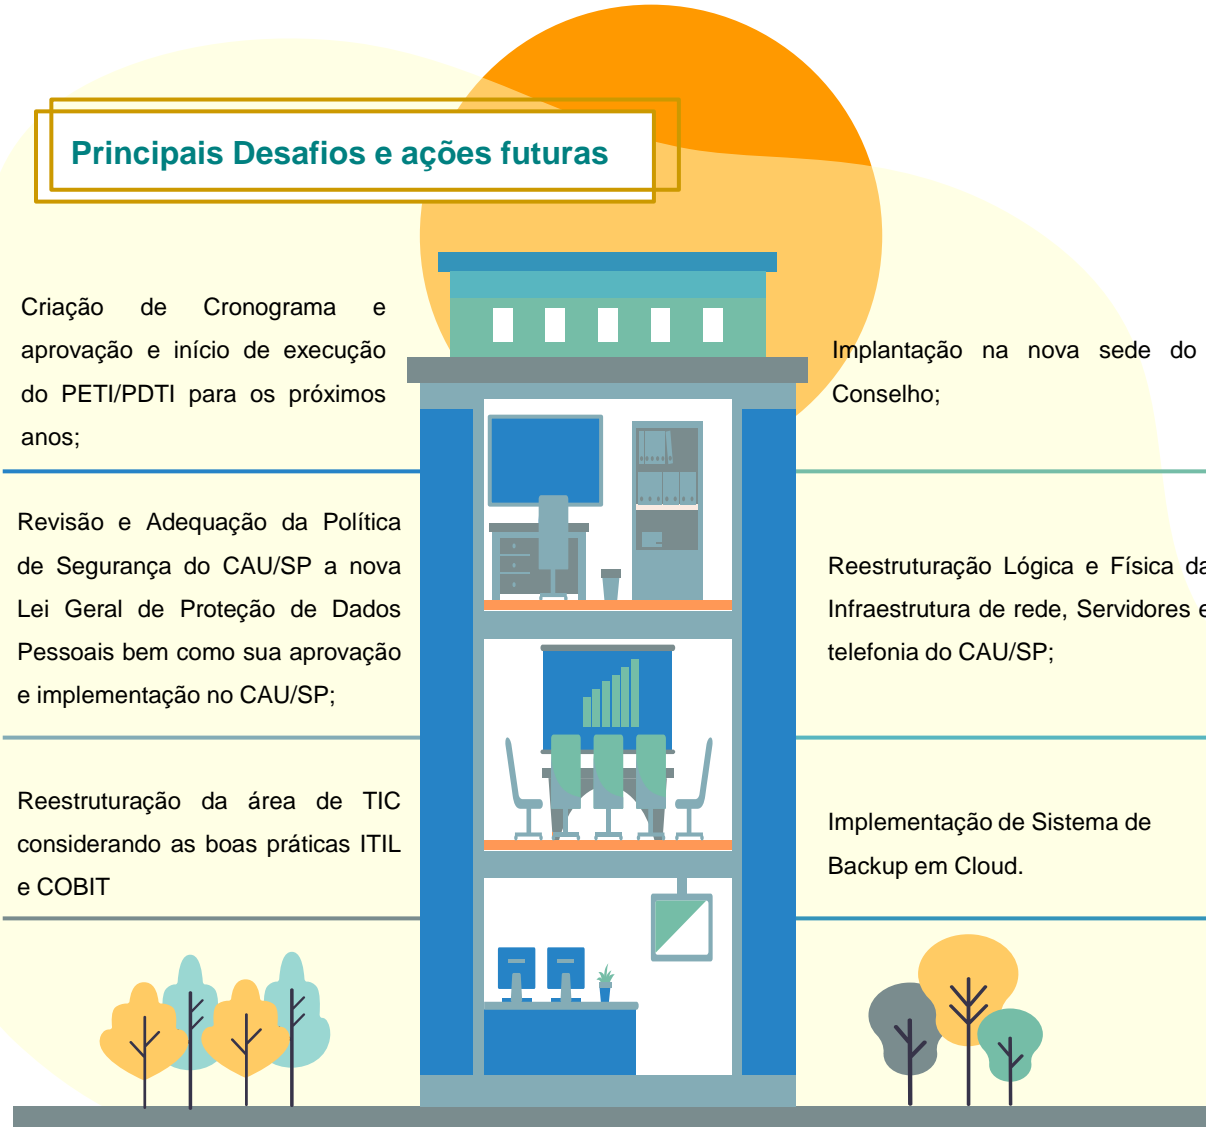 Principais Desafios e ações futuras
Criação de Cronograma e
aprovação e início de execução
do PETI/PDTI para os próximos
anos;
Revisão e Adequação da Política
de Segurança do CAU/SP a nova
Lei Geral de Proteção de Dados
Pessoais bem como sua aprovação
e implementação no CAU/SP;
Reestruturação da área de TIC
considerando as boas práticas ITIL
e COBIT
Implantação na nova sede do
Conselho;
Reestruturação Lógica e Física da
Infraestrutura de rede, Servidores e
telefonia do CAU/SP;
Implementação de Sistema de
Backup em Cloud.